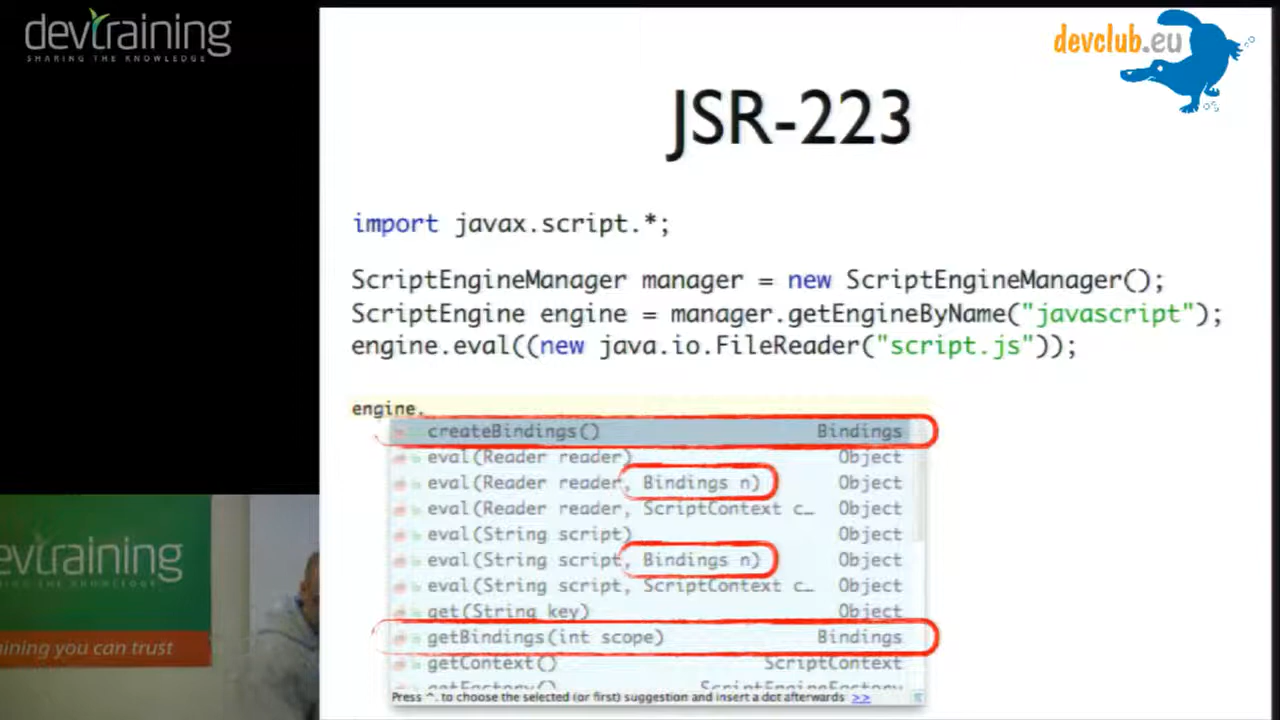 devtraining
SHARING THE KNOWLEDGE
devclub.eu
JSR-223
import javax.script.*;
ScriptEngineManager manager = new ScriptEngineManager();
ScriptEngine engine = manager.getEngineByName("javascript");
engine.eval((new java.io.FileReader("script.js"));
engine.
createBindings() Bindings
eval(Reader reader) Object
eval(Reader reader, Bindings n) Object
eval(Reader reader, ScriptContext c… Object
eval(String script) Object
eval(String script, Bindings n) Object
eval(String script, ScriptContext c… Object
get(String key) Object
getBindings(int scope) Bindings
getContext() ScriptContext
getFactory() ScriptEngineFactory
Press ^. to choose the selected (or first) suggestion and insert a dot afterwards >>
evtraining
aining you can trust